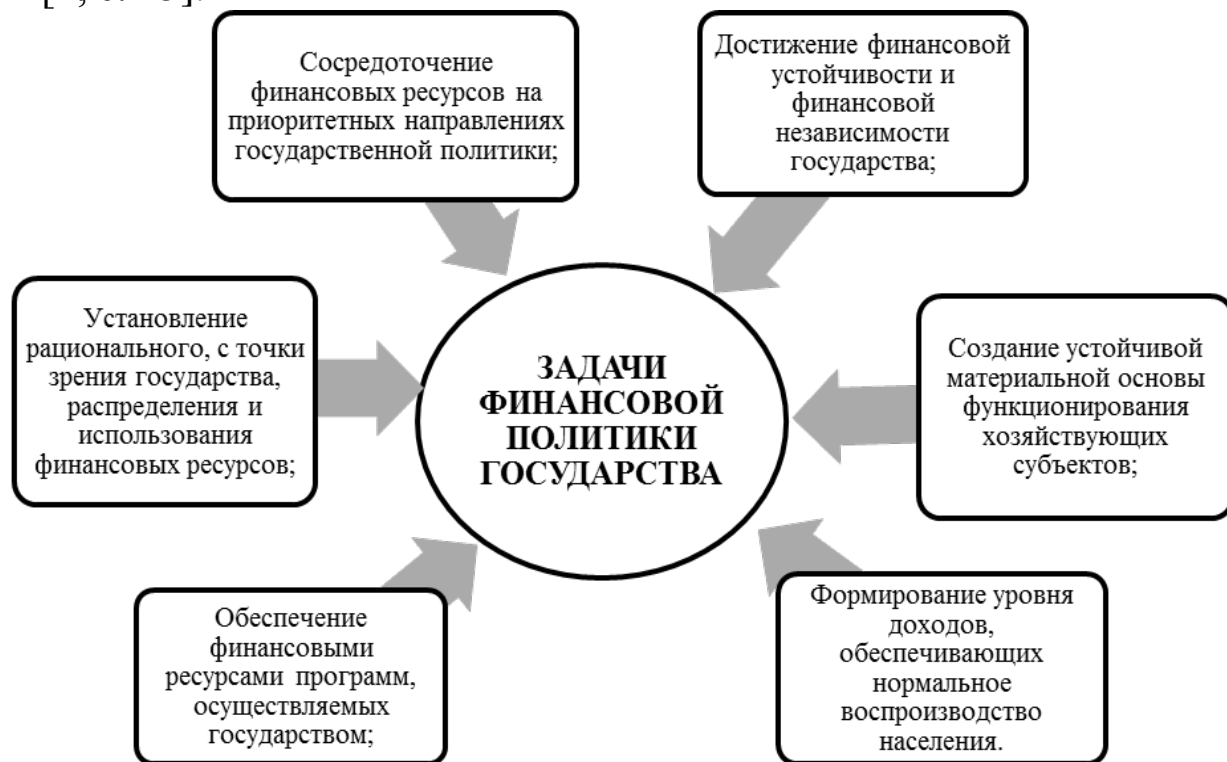 Сосредоточение
финансовых ресурсов на
приоритетных направлениях
государственной политики;
Достижение финансовой
устойчивости и
финансовой
независимости
государства;
Установление
рационального, с точки
зрения государства,
распределения и
использования
финансовых ресурсов;
ЗАДАЧИ
ФИНАНСОВОЙ
ПОЛИТИКИ
ГОСУДАРСТВА
Создание устойчивой
материальной основы
функционирования
хозяйствующих
субъектов;
Обеспечение
финансовыми
ресурсами программ,
осуществляемых
государством;
Формирование уровня
доходов,
обеспечивающих
нормальное
воспроизводство
населения.